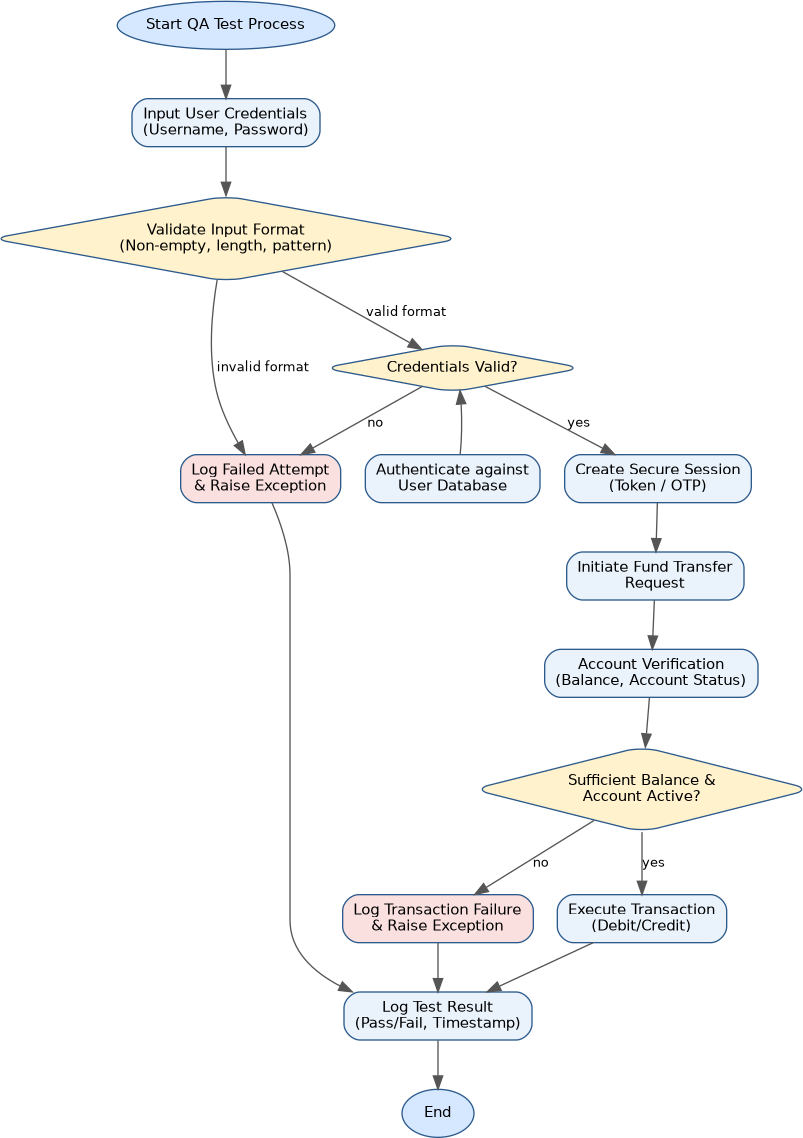 Start QA Test Process
Input User Credentials
(Username, Password)
Validate Input Format
(Non-empty, length, pattern)
valid format
invalid format
Credentials Valid?
no
yes
Log Failed Attempt
& Raise Exception
Authenticate against
User Database
Create Secure Session
(Token / OTP)
Initiate Fund Transfer
Request
Account Verification
(Balance, Account Status)
Sufficient Balance &
Account Active?
no
yes
Log Transaction Failure
& Raise Exception
Execute Transaction
(Debit/Credit)
Log Test Result
(Pass/Fail, Timestamp)
End